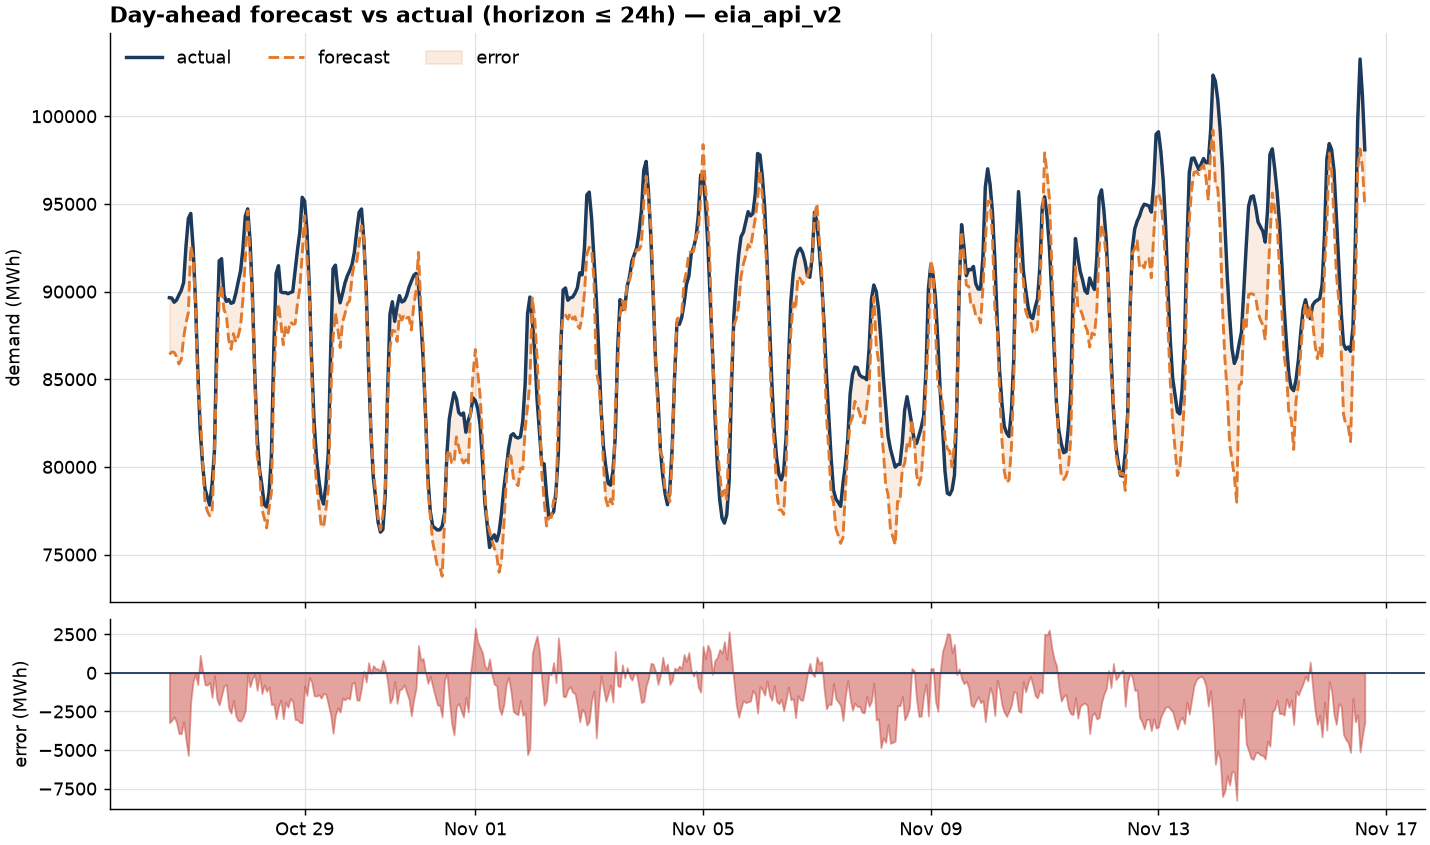 Day-ahead forecast vs actual (horizon ≤ 24h) — eia_api_v2
actual
forecast
error
demand (MWh)
100000
95000
90000
85000
80000
75000
error (MWh)
2500
0
−2500
−5000
−7500
Oct 29
Nov 01
Nov 05
Nov 09
Nov 13
Nov 17